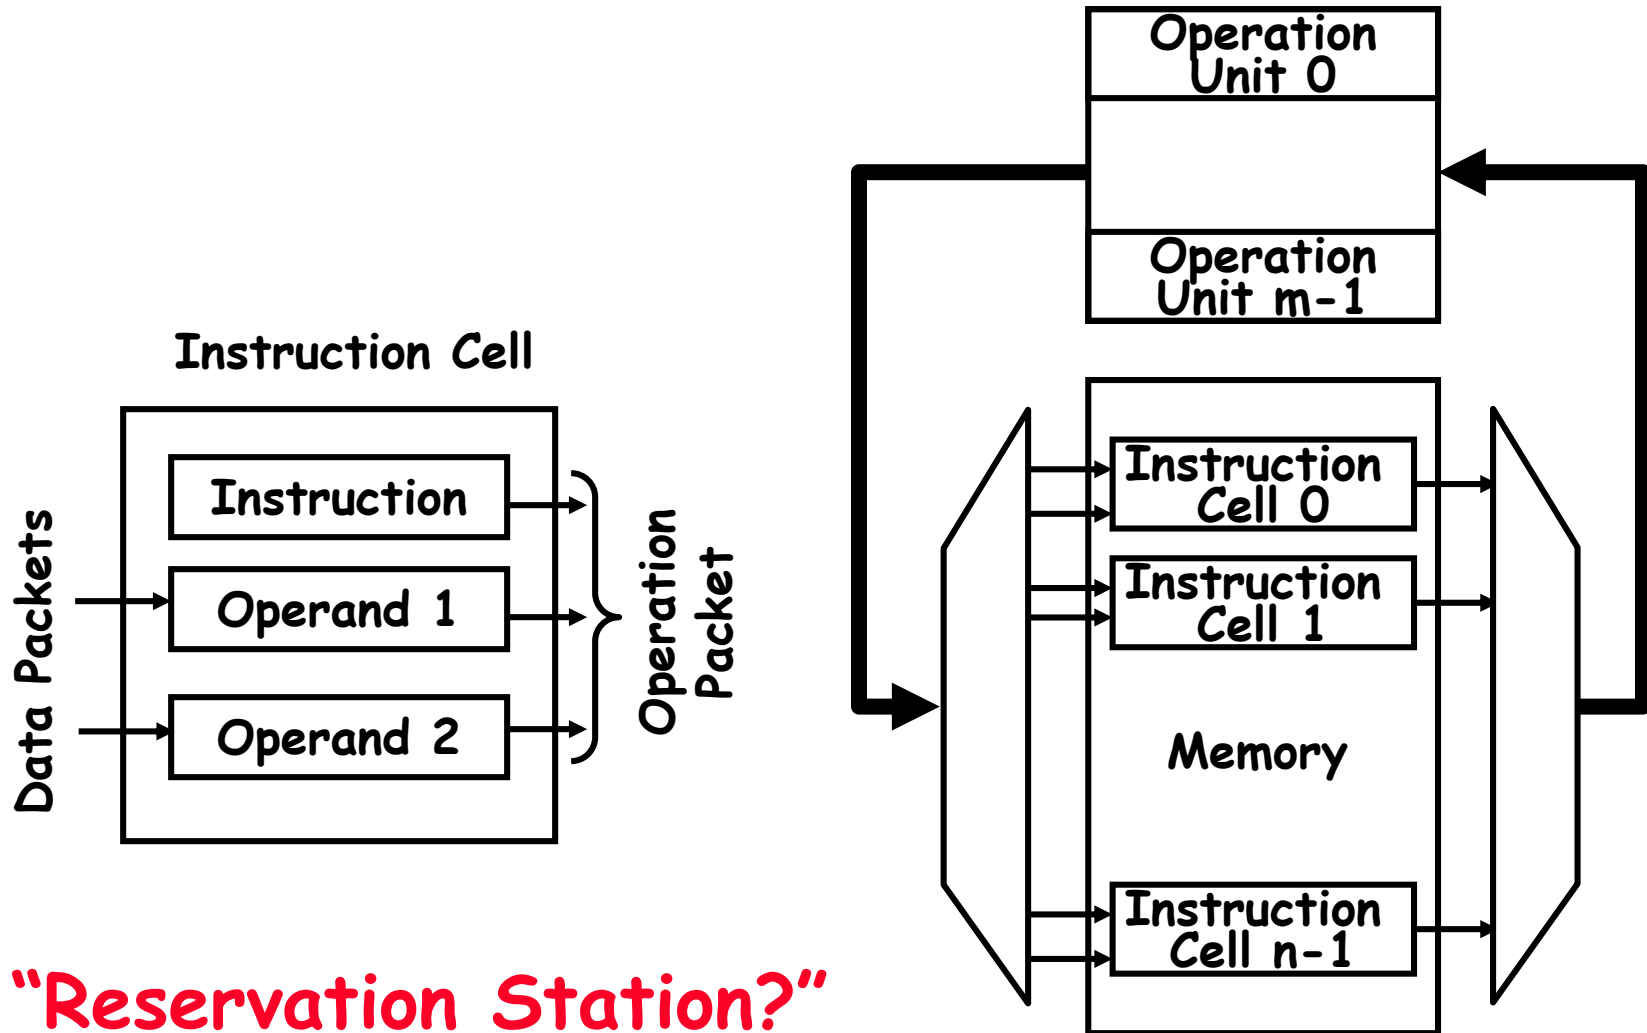 Instruction Cell
Data Packets
Instruction
Operand 1
Operand 2
Operation
Packet
“Reservation Station?”
Operation
Unit 0
Operation
Unit m-1
Instruction
Cell 0
Instruction
Cell 1
Memory
Instruction
Cell n-1